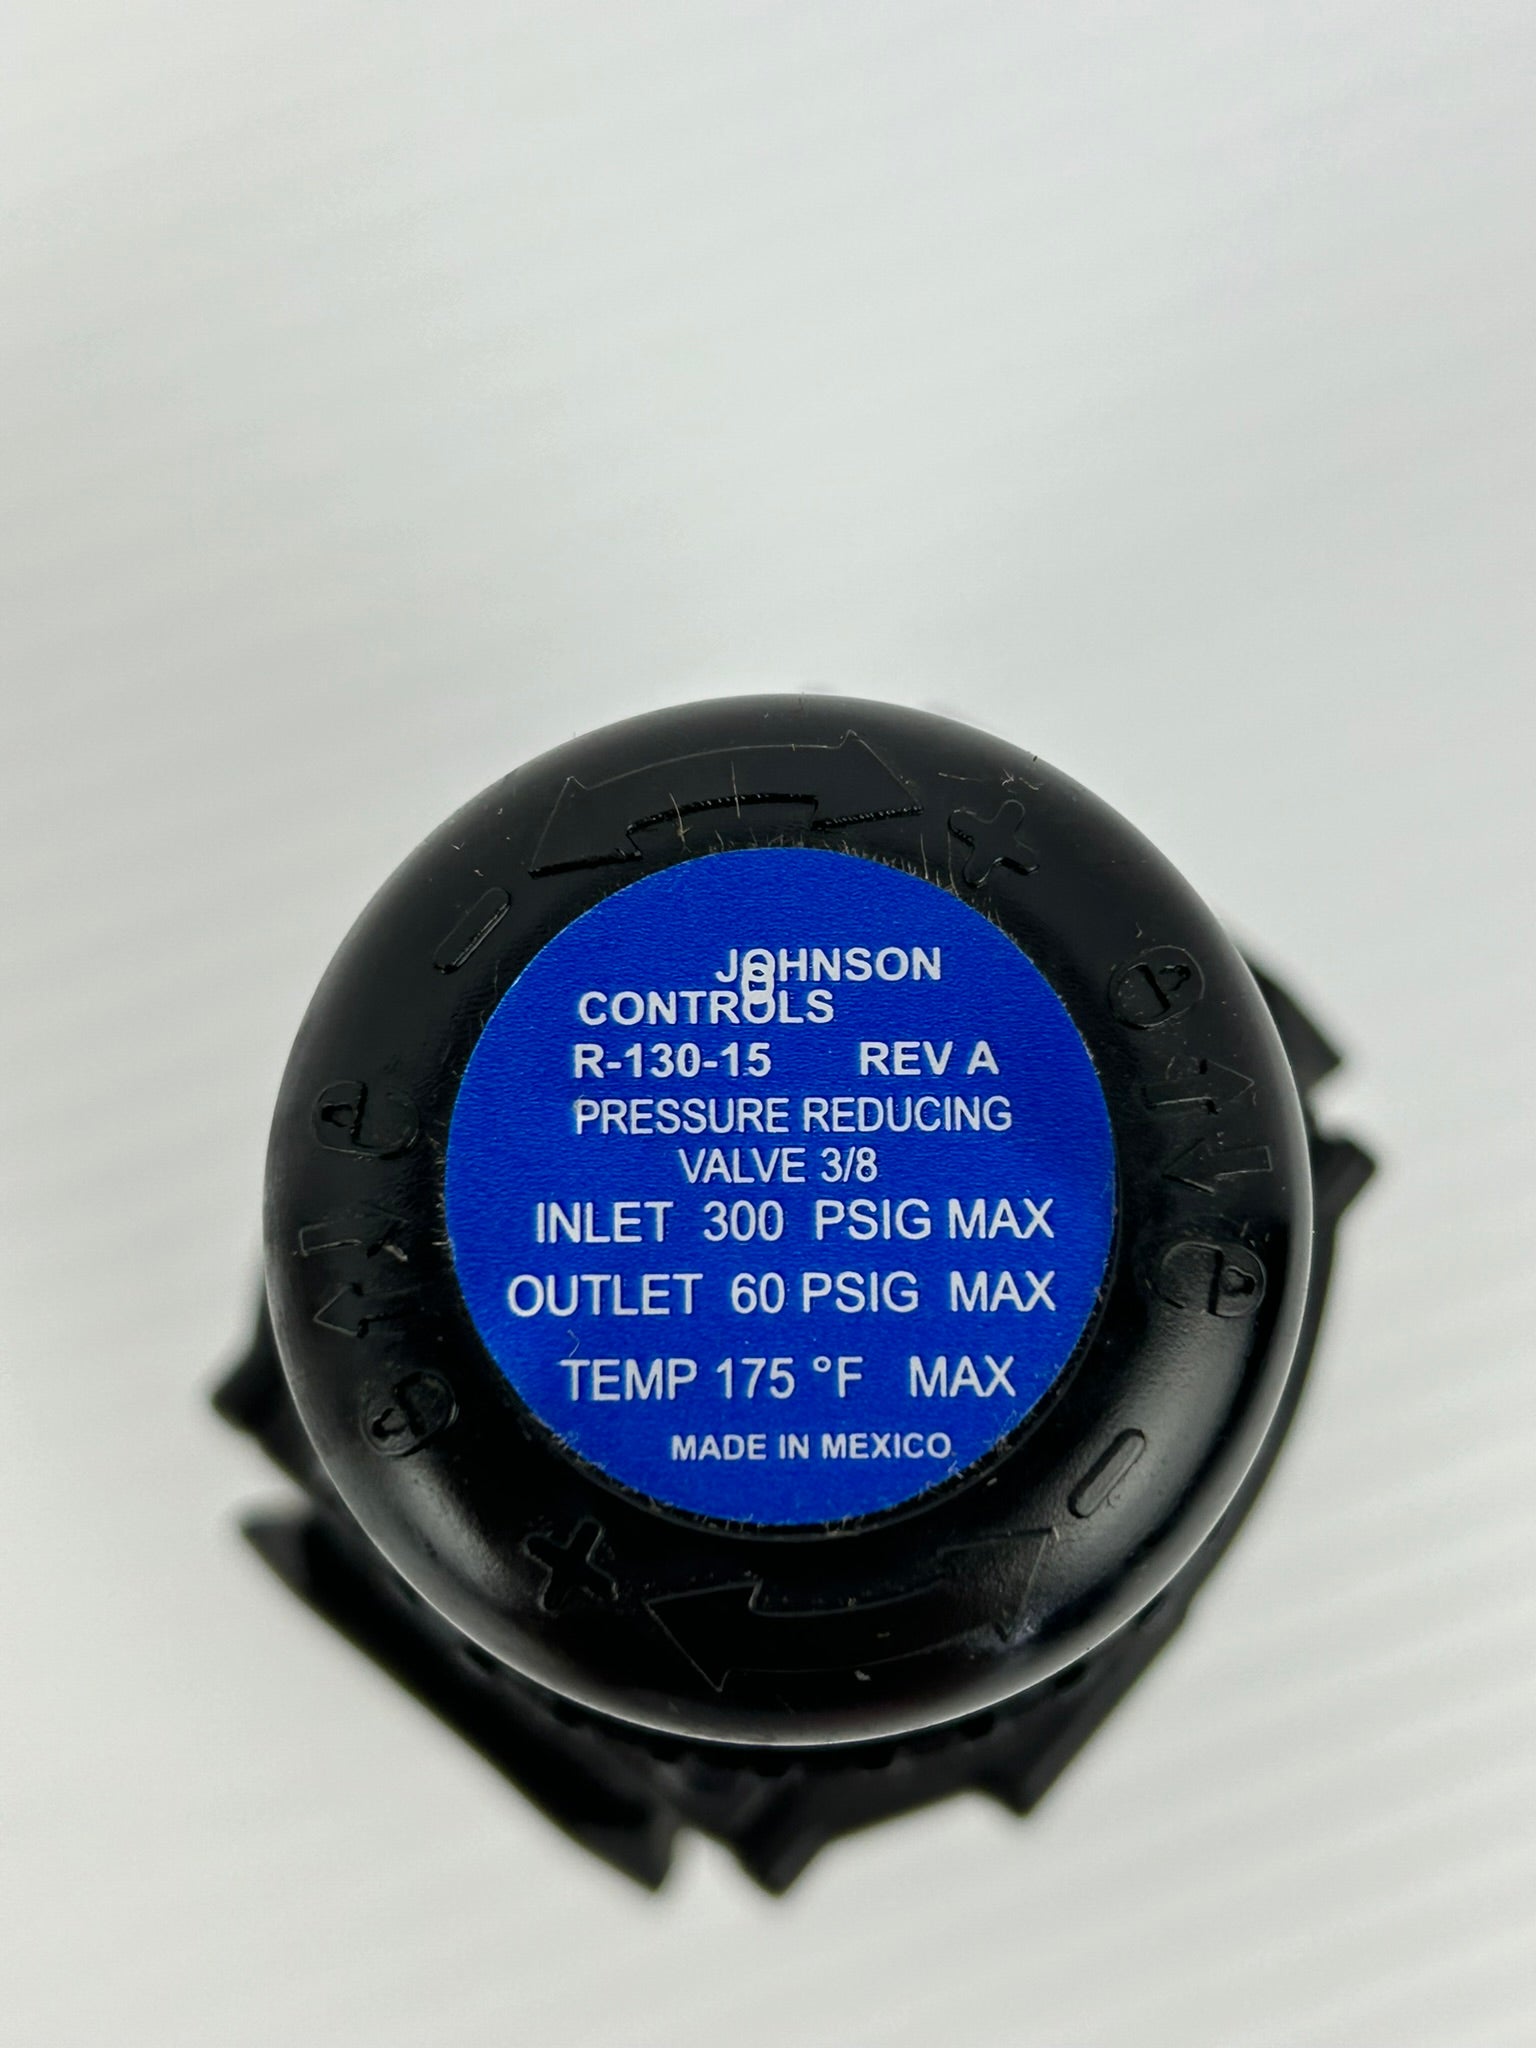 JOHNSON
CONTROLS
R-130-15 REV A
PRESSURE REDUCING
VALVE 3/8
INLET 300 PSIG MAX
OUTLET 60 PSIG MAX
TEMP 175 °F MAX
MADE IN MEXICO
+
-
+
-